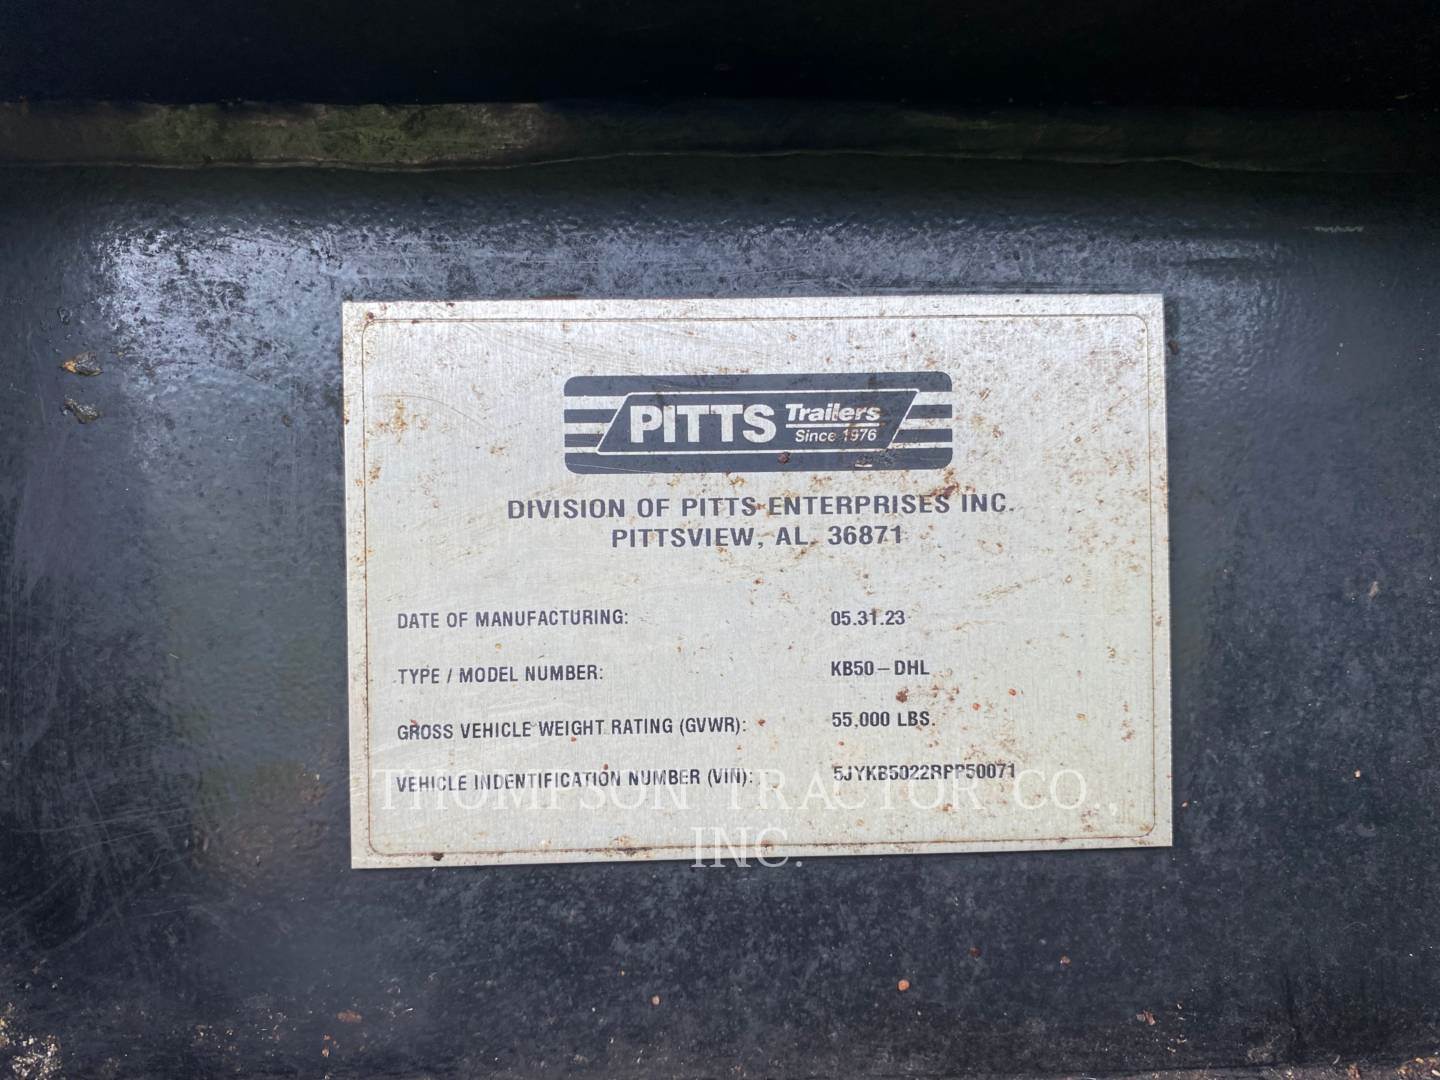 PITTS Trailers
Since 1976
DIVISION OF PITTS ENTERPRISES INC.
PITTSVIEW, AL. 36871
DATE OF MANUFACTURING: 05.31.23
TYPE / MODEL NUMBER: KB50-DHL
GROSS VEHICLE WEIGHT RATING (GVWR): 55,000 LBS.
VEHICLE INDENTIFICATION NUMBER (VIN): 5JYKB5022RPP50071
THOMPSON TRACTOR CO.,
INC.